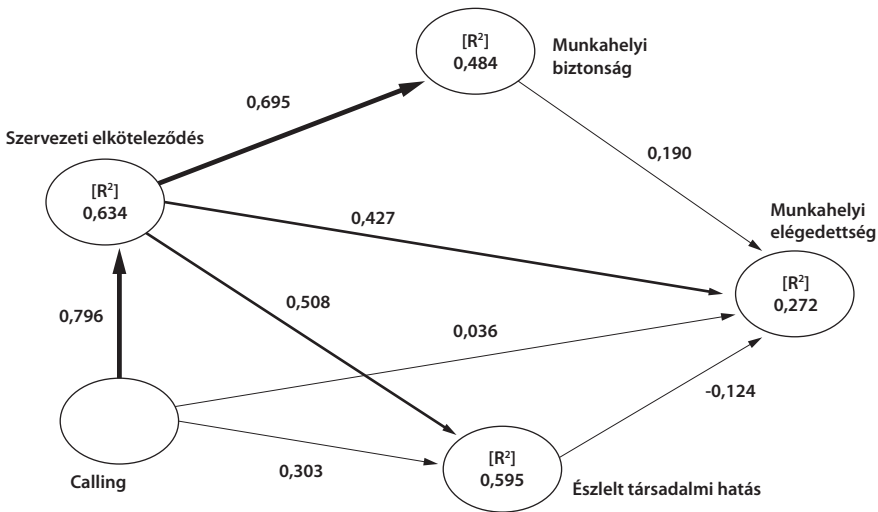 [R²]
0,484
Munkahelyi
biztonság
0,695
Szervezeti elköteleződés
0,190
[R²]
0,634
0,427
Munkahelyi
elégedettség
[R²]
0,272
0,508
0,796
0,036
-0,124
0,303
[R²]
0,595
Calling
Észlelt társadalmi hatás